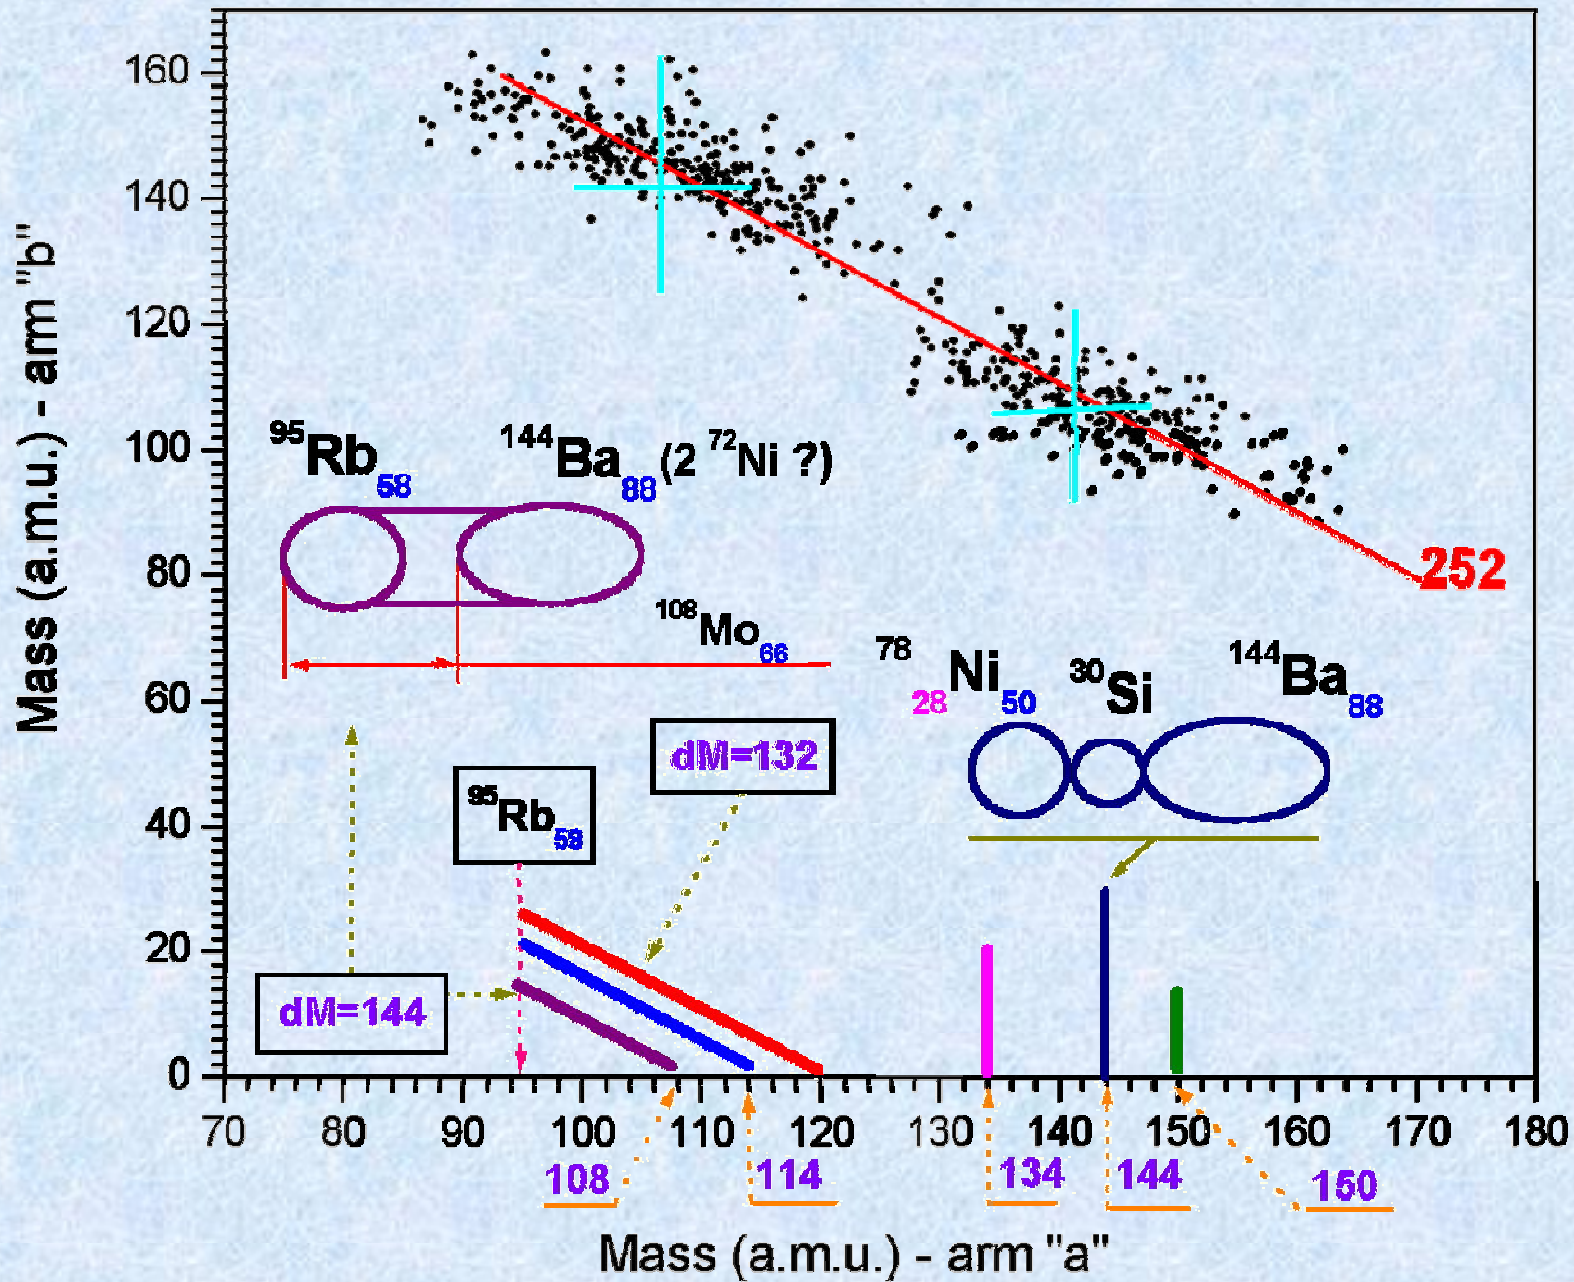 160
140
120
100
80
60
40
20
0
Mass (a.m.u.) - arm "b"
252
95Rb58 144Ba88 (2 72Ni ?)
108Mo66
78 28Ni50 30Si 144Ba88
dM=132
95Rb58
dM=144
70 80 90 100 110 120 130 140 150 160 170 180
108 114 134 144 150
Mass (a.m.u.) - arm "a"